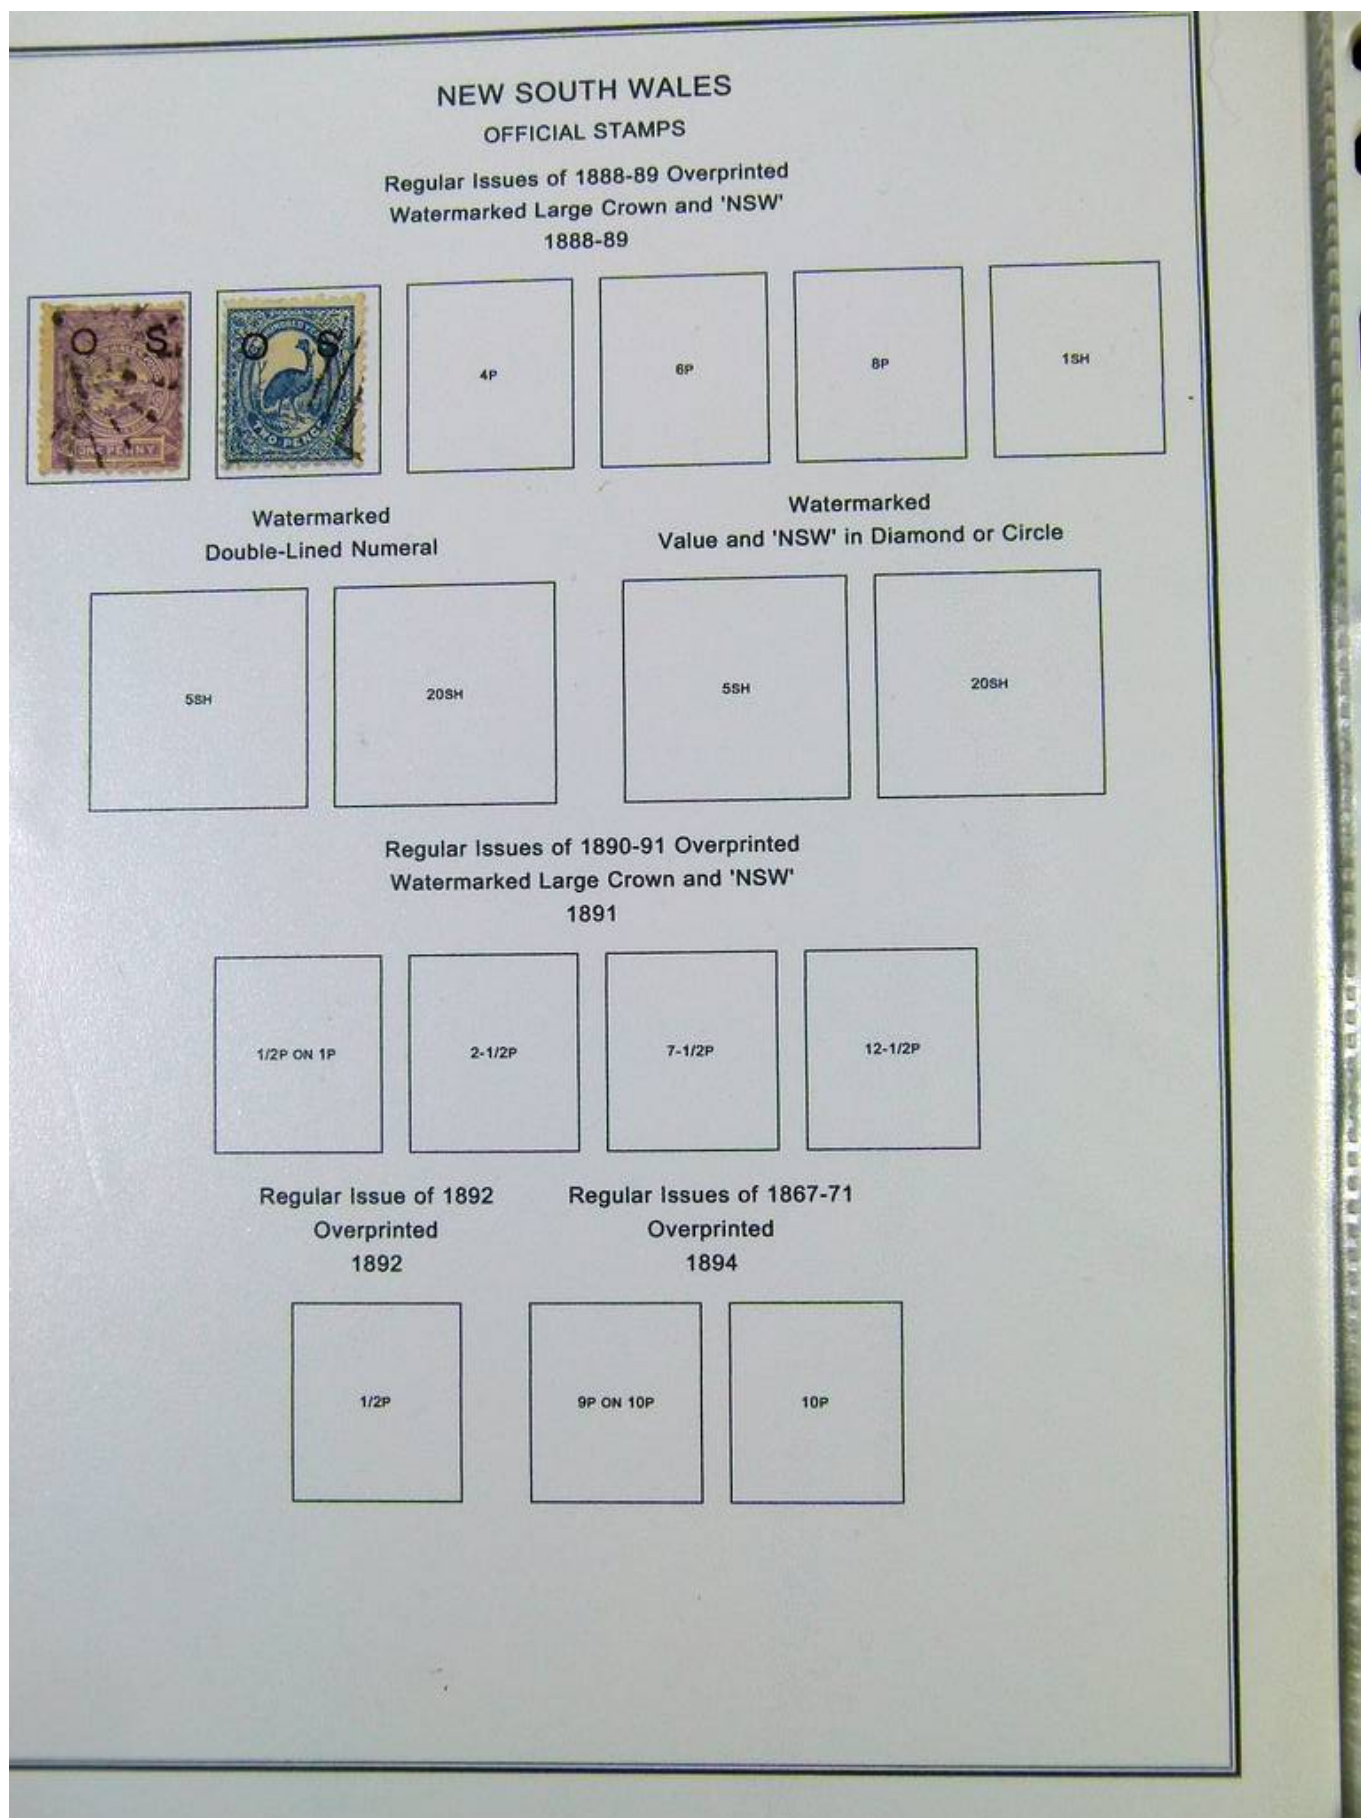 NEW SOUTH WALES
OFFICIAL STAMPS
Regular Issues of 1888-89 Overprinted
Watermarked Large Crown and 'NSW'
1888-89
O S
ONE PENNY
O S
TWO PENCE
4P
6P
8P
1SH
Watermarked
Double-Lined Numeral
Watermarked
Value and 'NSW' in Diamond or Circle
5SH
20SH
5SH
20SH
Regular Issues of 1890-91 Overprinted
Watermarked Large Crown and 'NSW'
1891
1/2P ON 1P
2-1/2P
7-1/2P
12-1/2P
Regular Issue of 1892
Overprinted
1892
Regular Issues of 1867-71
Overprinted
1894
1/2P
9P ON 10P
10P